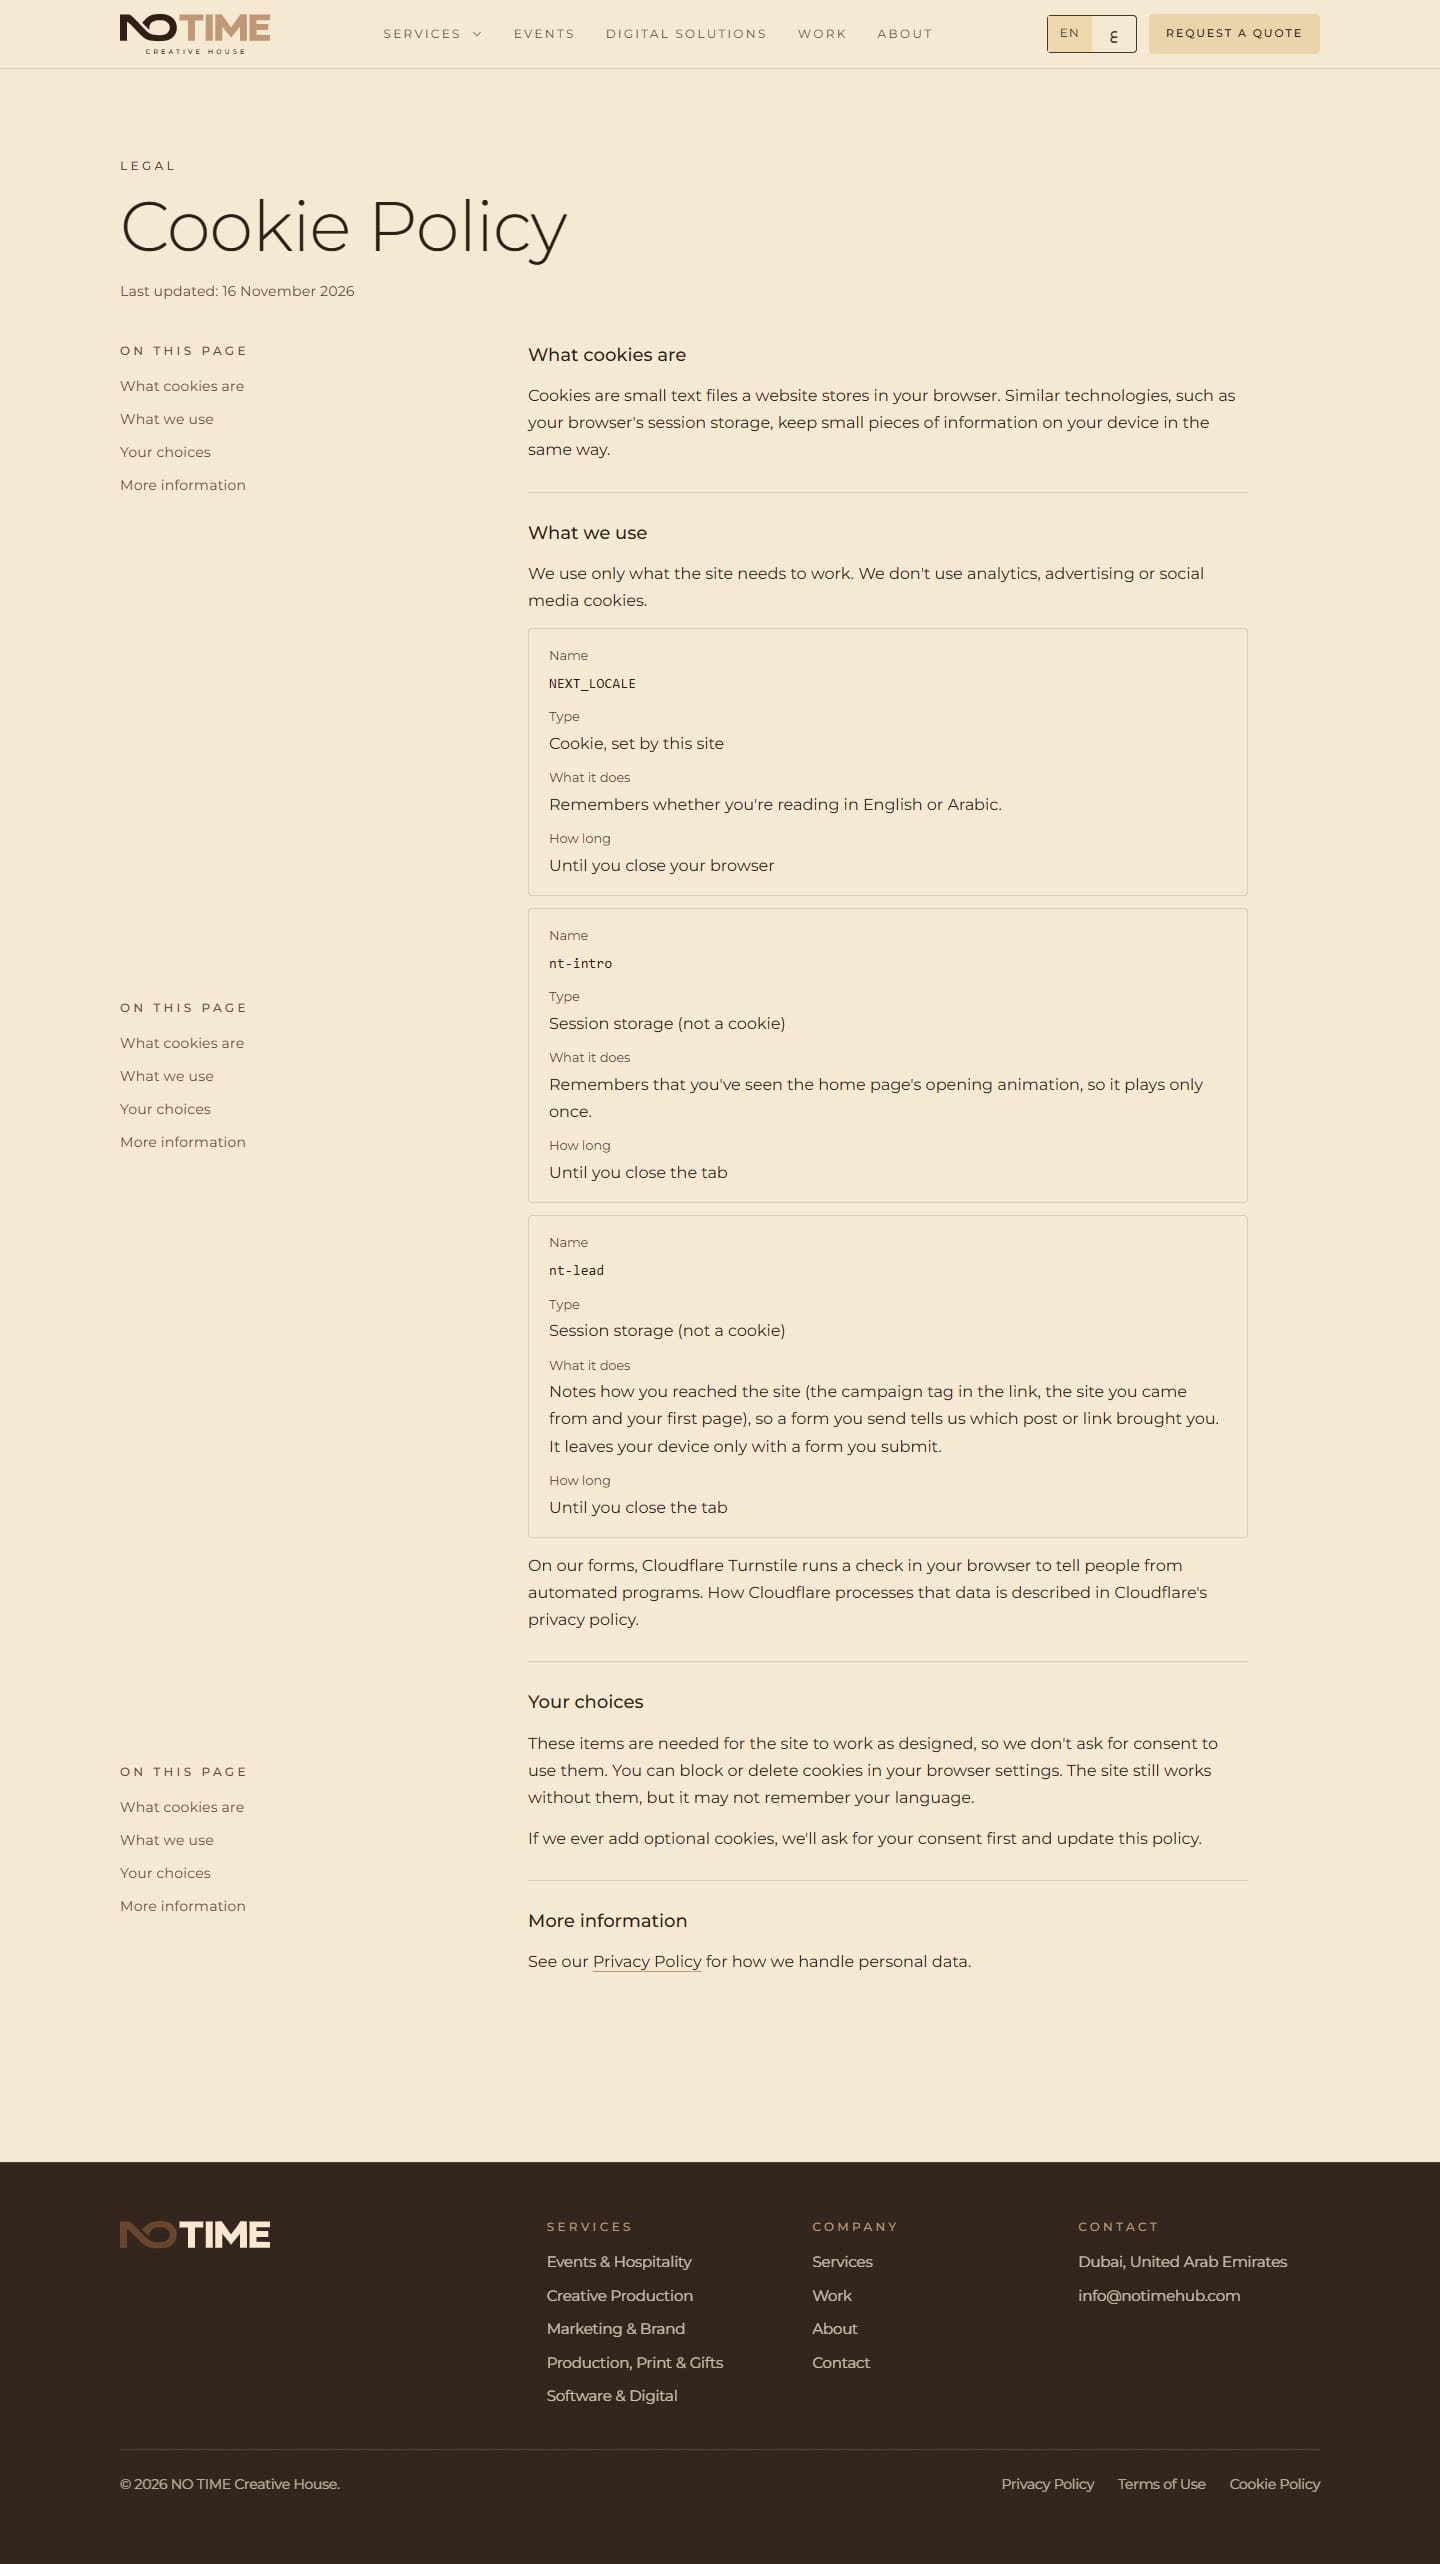 NOTIME
CREATIVE HOUSE
SERVICES
EVENTS
DIGITAL SOLUTIONS
WORK
ABOUT
EN
ع
REQUEST A QUOTE
LEGAL
Cookie Policy
Last updated: 16 November 2026
ON THIS PAGE
What cookies are
What we use
Your choices
More information
What cookies are
Cookies are small text files a website stores in your browser. Similar technologies, such as
your browser's session storage, keep small pieces of information on your device in the
same way.
What we use
We use only what the site needs to work. We don't use analytics, advertising or social
media cookies.
Name
NEXT_LOCALE
Type
Cookie, set by this site
What it does
Remembers whether you're reading in English or Arabic.
How long
Until you close your browser
Name
nt-intro
Type
Session storage (not a cookie)
What it does
Remembers that you've seen the home page's opening animation, so it plays only
once.
How long
Until you close the tab
ON THIS PAGE
What cookies are
What we use
Your choices
More information
Name
nt-lead
Type
Session storage (not a cookie)
What it does
Notes how you reached the site (the campaign tag in the link, the site you came
from and your first page), so a form you send tells us which post or link brought you.
It leaves your device only with a form you submit.
How long
Until you close the tab
On our forms, Cloudflare Turnstile runs a check in your browser to tell people from
automated programs. How Cloudflare processes that data is described in Cloudflare's
privacy policy.
Your choices
These items are needed for the site to work as designed, so we don't ask for consent to
use them. You can block or delete cookies in your browser settings. The site still works
without them, but it may not remember your language.
If we ever add optional cookies, we'll ask for your consent first and update this policy.
ON THIS PAGE
What cookies are
What we use
Your choices
More information
More information
See our Privacy Policy for how we handle personal data.
NOTIME
SERVICES
Events & Hospitality
Creative Production
Marketing & Brand
Production, Print & Gifts
Software & Digital
COMPANY
Services
Work
About
Contact
CONTACT
Dubai, United Arab Emirates
info@notimehub.com
© 2026 NO TIME Creative House.
Privacy Policy
Terms of Use
Cookie Policy